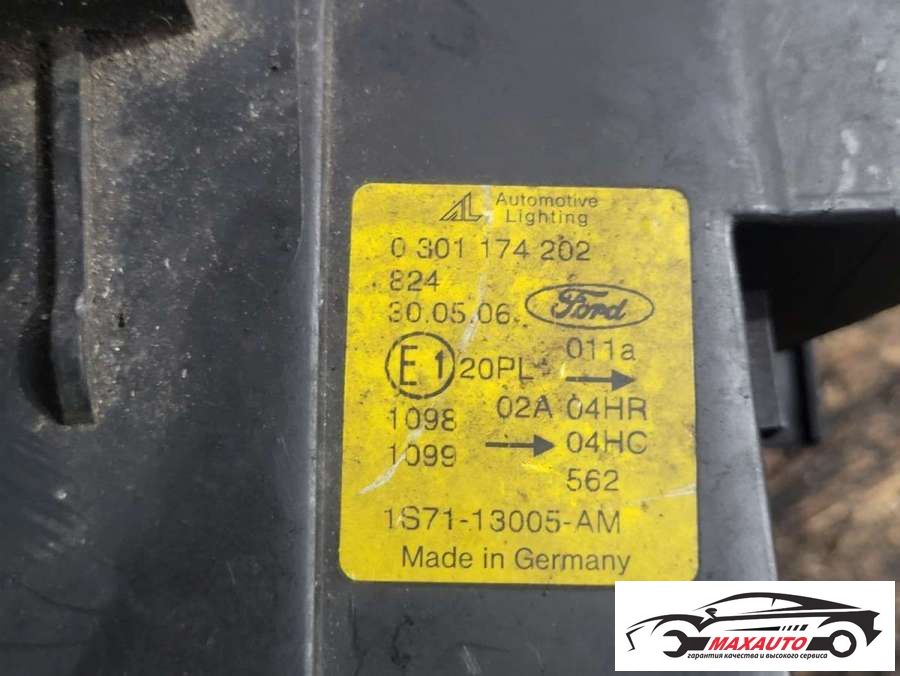 AL Automotive
Lighting
0 301 174 202
824
30.05.06
Ford
E1 20PL 011a
→
1098 02A 04HR
1099 → 04HC
562
1S71-13005-AM
Made in Germany
MAXAUTO
гарантия качества и высокого сервиса